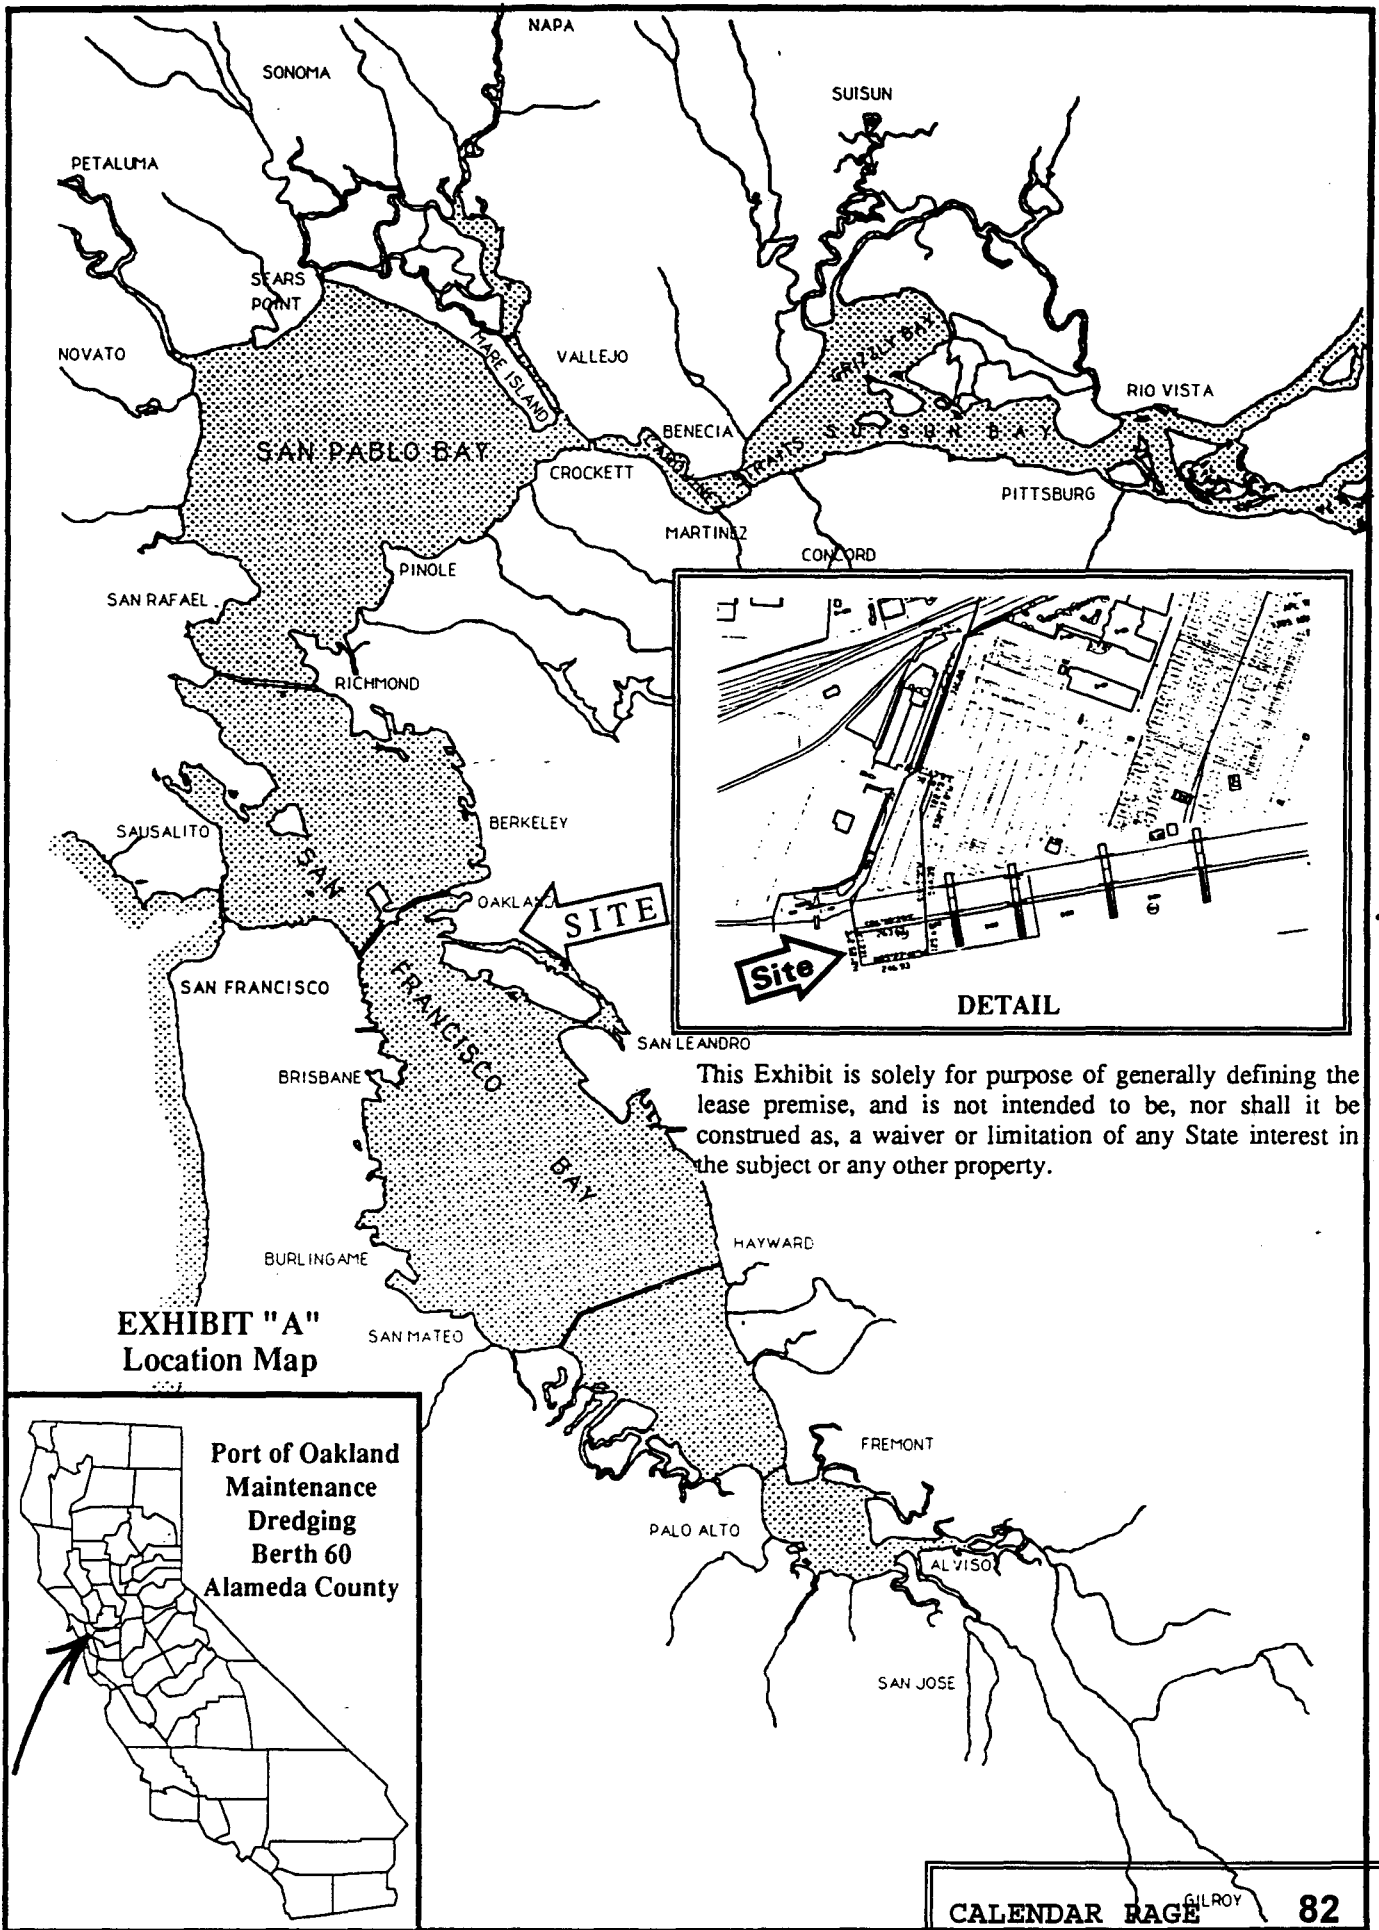 NAPA
SONOMA
SUISUN
PETALUMA
SEARS
POINT
NOVATO
MARE ISLAND
VALLEJO
GRIZZLY BAY
RIO VISTA
SAN PABLO BAY
BENECIA
STRAITS
SUISUN BAY
CROCKETT
PITTSBURG
MARTINEZ
CONCORD
PINOLE
SAN RAFAEL
RICHMOND
SAUSALITO
BERKELEY
SAN FRANCISCO BAY
OAKLAND
SITE
SAN FRANCISCO
Site
246.93
DETAIL
SAN LEANDRO
BRISBANE
This Exhibit is solely for purpose of generally defining the
lease premise, and is not intended to be, nor shall it be
construed as, a waiver or limitation of any State interest in
the subject or any other property.
HAYWARD
BURLINGAME
EXHIBIT "A"
Location Map
SAN MATEO
Port of Oakland
Maintenance
Dredging
Berth 60
Alameda County
FREMONT
PALO ALTO
ALVISO
SAN JOSE
GILROY
CALENDAR PAGE 82